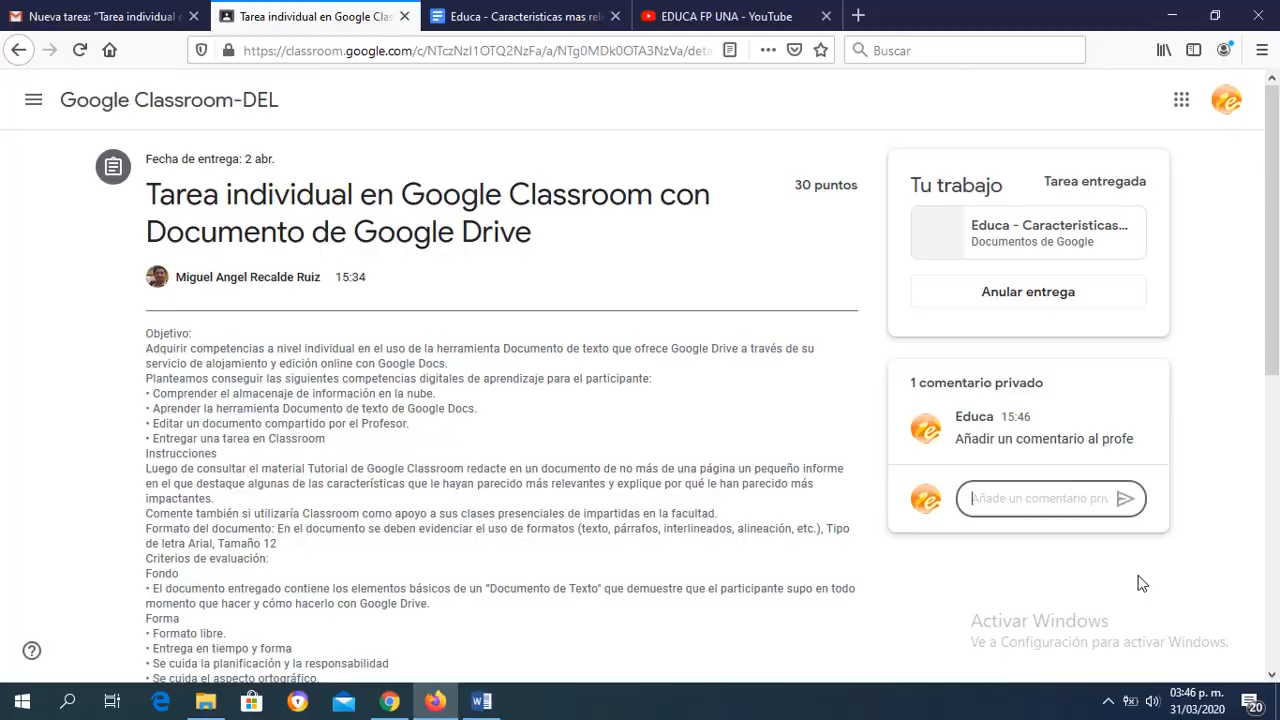 Nueva tarea: "Tarea individual e
Tarea individual en Google Clas
Educa - Caracteristicas mas rel
EDUCA FP UNA - YouTube
https://classroom.google.com/c/NTczNzI1OTQ2NzFa/a/NTg0MDk0OTA3NzVa/deta
Buscar
Google Classroom-DEL
Fecha de entrega: 2 abr.
Tarea individual en Google Classroom con
Documento de Google Drive
30 puntos
Miguel Angel Recalde Ruiz 15:34
Objetivo:
Adquirir competencias a nivel individual en el uso de la herramienta Documento de texto que ofrece Google Drive a través de su
servicio de alojamiento y edición online con Google Docs.
Planteamos conseguir las siguientes competencias digitales de aprendizaje para el participante:
• Comprender el almacenaje de información en la nube.
• Aprender la herramienta Documento de texto de Google Docs.
• Editar un documento compartido por el Profesor.
• Entregar una tarea en Classroom
Instrucciones
Luego de consultar el material Tutorial de Google Classroom redacte en un documento de no más de una página un pequeño informe
en el que destaque algunas de las características que le hayan parecido más relevantes y explique por qué le han parecido más
impactantes.
Comente también si utilizaría Classroom como apoyo a sus clases presenciales de impartidas en la facultad.
Formato del documento: En el documento se deben evidenciar el uso de formatos (texto, párrafos, interlineados, alineación, etc.), Tipo
de letra Arial, Tamaño 12
Criterios de evaluación:
Fondo
• El documento entregado contiene los elementos básicos de un "Documento de Texto" que demuestre que el participante supo en todo
momento que hacer y cómo hacerlo con Google Drive.
Forma
• Formato libre.
• Entrega en tiempo y forma
• Se cuida la planificación y la responsabilidad
• Se cuida el aspecto ortográfico.
Tu trabajo
Tarea entregada
Educa - Caracteristicas...
Documentos de Google
Anular entrega
1 comentario privado
Educa 15:46
Añadir un comentario al profe
Añade un comentario priv
Activar Windows
Ve a Configuración para activar Windows.
03:46 p. m.
31/03/2020
20